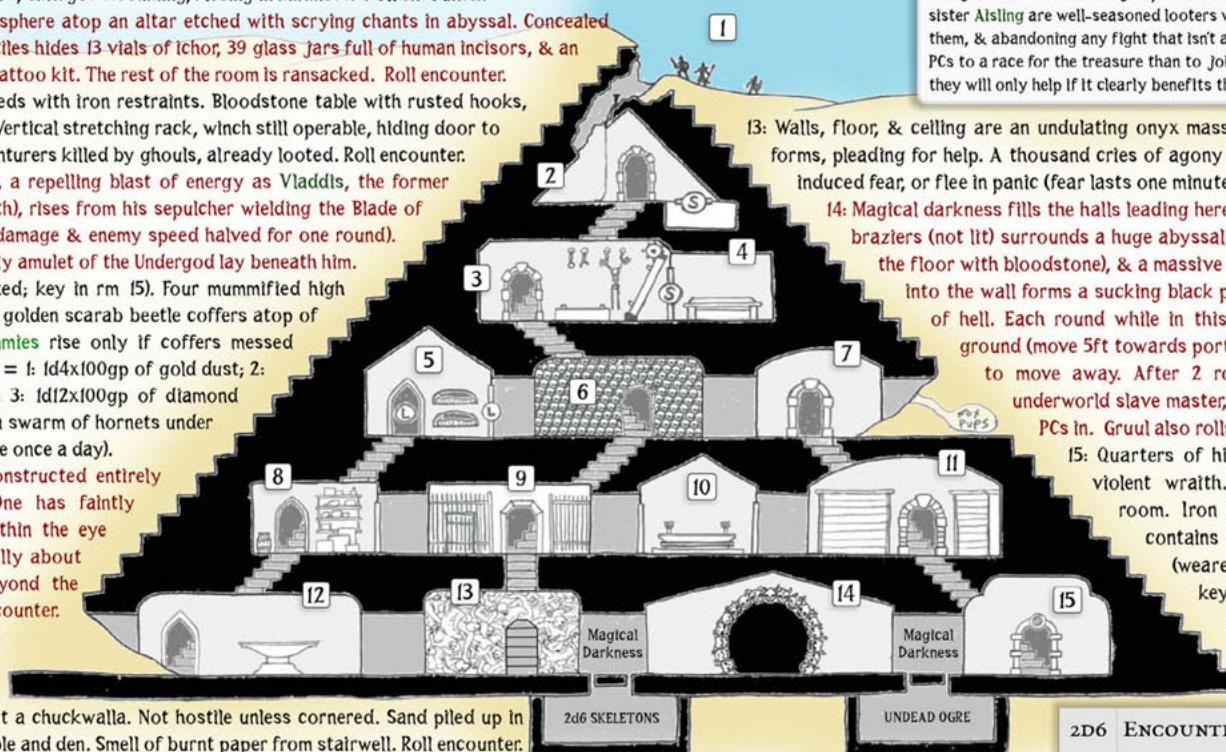 sphere atop an altar etched with scrying chants in abyssal. Concealed
tiles hides 13 vials of ichor, 39 glass jars full of human incisors, & an
attoo kit. The rest of the room is ransacked. Roll encounter.
eds with iron restraints. Bloodstone table with rusted hooks,
Vertical stretching rack, winch still operable, hiding door to
nturers killed by ghouls, already looted. Roll encounter.
, a repelling blast of energy as Vladdis, the former
th), rises from his sepulcher wielding the Blade of
damage & enemy speed halved for one round).
ly amulet of the Undergod lay beneath him.
ked; key in rm 15). Four mummified high
golden scarab beetle coffers atop of
mmies rise only if coffers messed
= 1: 1d4x100gp of gold dust; 2:
3: 1d12x100gp of diamond
a swarm of hornets under
e once a day).
onstructed entirely
One has faintly
thin the eye
lly about
yond the
counter.
t a chuckwalla. Not hostile unless cornered. Sand piled up in
ple and den. Smell of burnt paper from stairwell. Roll encounter.
1
2
S
3
4
S
5
L
L
6
7
FOX
PUPS
8
9
10
11
12
13
14
15
Magical
Darkness
Magical
Darkness
2d6 SKELETONS
UNDEAD OGRE
sister Aisling are well-seasoned looters
them, & abandoning any fight that isn't a
PCs to a race for the treasure than to joi
they will only help if it clearly benefits t
13: Walls, floor, & ceiling are an undulating onyx mass
forms, pleading for help. A thousand cries of agony
induced fear, or flee in panic (fear lasts one minute
14: Magical darkness fills the halls leading here
braziers (not lit) surrounds a huge abyssal
the floor with bloodstone), & a massive
into the wall forms a sucking black p
of hell. Each round while in this
ground (move 5ft towards port
to move away. After 2 ro
underworld slave master,
PCs in. Gruul also rolls
15: Quarters of hi
violent wraith.
room. Iron
contains
(weare
key
2D6 ENCOUNT